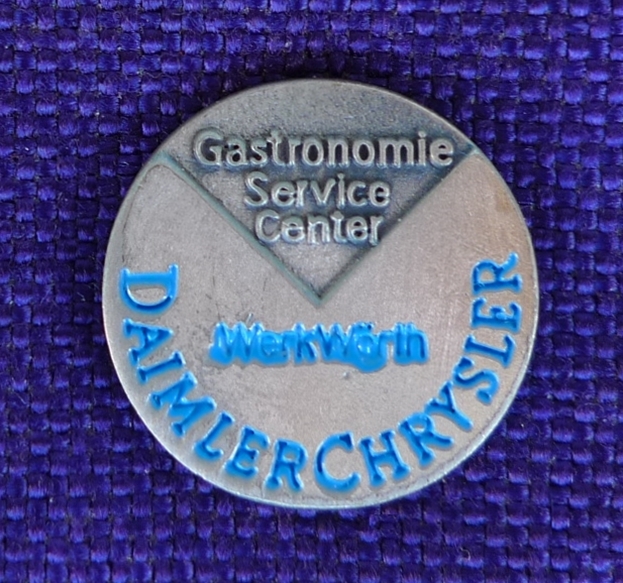 Gastronomie
Service
Center
Werk Wörth
DAIMLERCHRYSLER